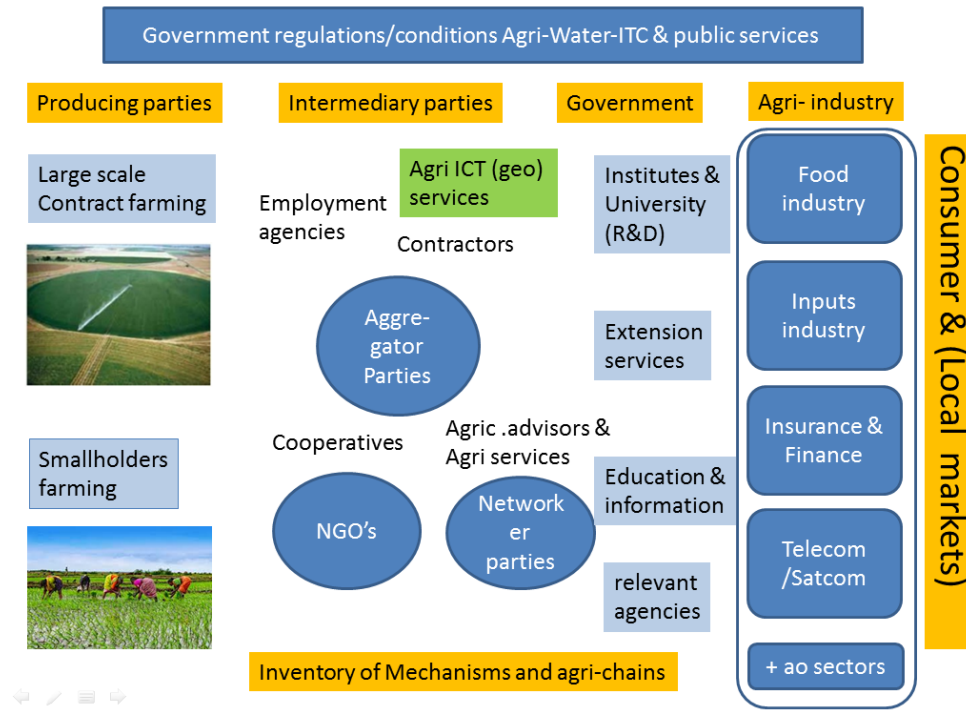 Government regulations/conditions Agri-Water-ITC & public services
Producing parties
Intermediary parties
Government
Agri- industry
Large scale
Contract farming
Smallholders
farming
Employment
agencies
Agri ICT (geo)
services
Contractors
Aggre-
gator
Parties
Cooperatives
Agric .advisors &
Agri services
NGO's
Network
er
parties
Institutes &
University
(R&D)
Extension
services
Education &
information
relevant
agencies
Food
industry
Inputs
industry
Insurance &
Finance
Telecom
/Satcom
+ ao sectors
Consumer & (Local markets)
Inventory of Mechanisms and agri-chains